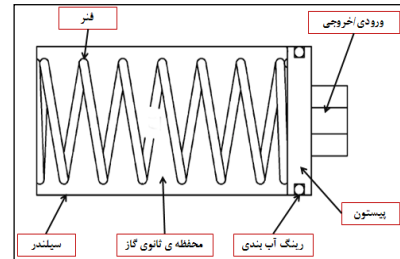 فنر
ورودی/خروجی
پیستون
رینگ آب بندی
محفظه ی ثانوی گاز
سیلندر